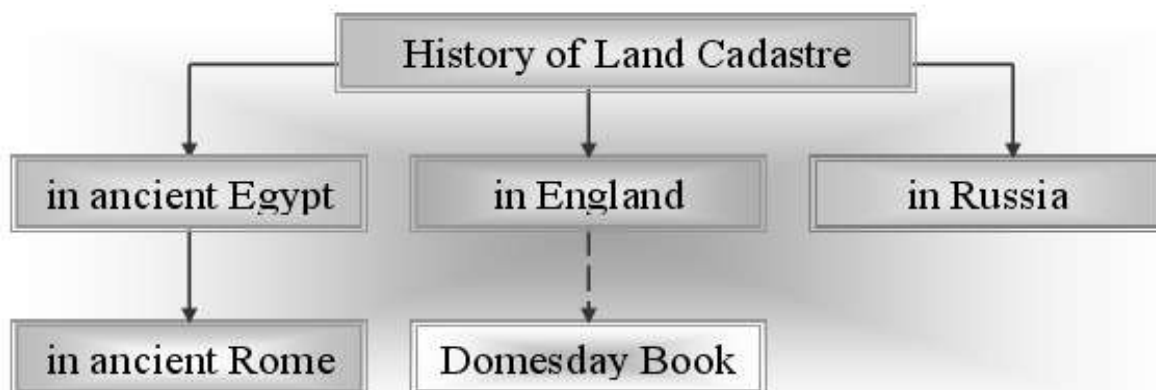 History of Land Cadastre
in ancient Egypt
in England
in Russia
in ancient Rome
Domesday Book